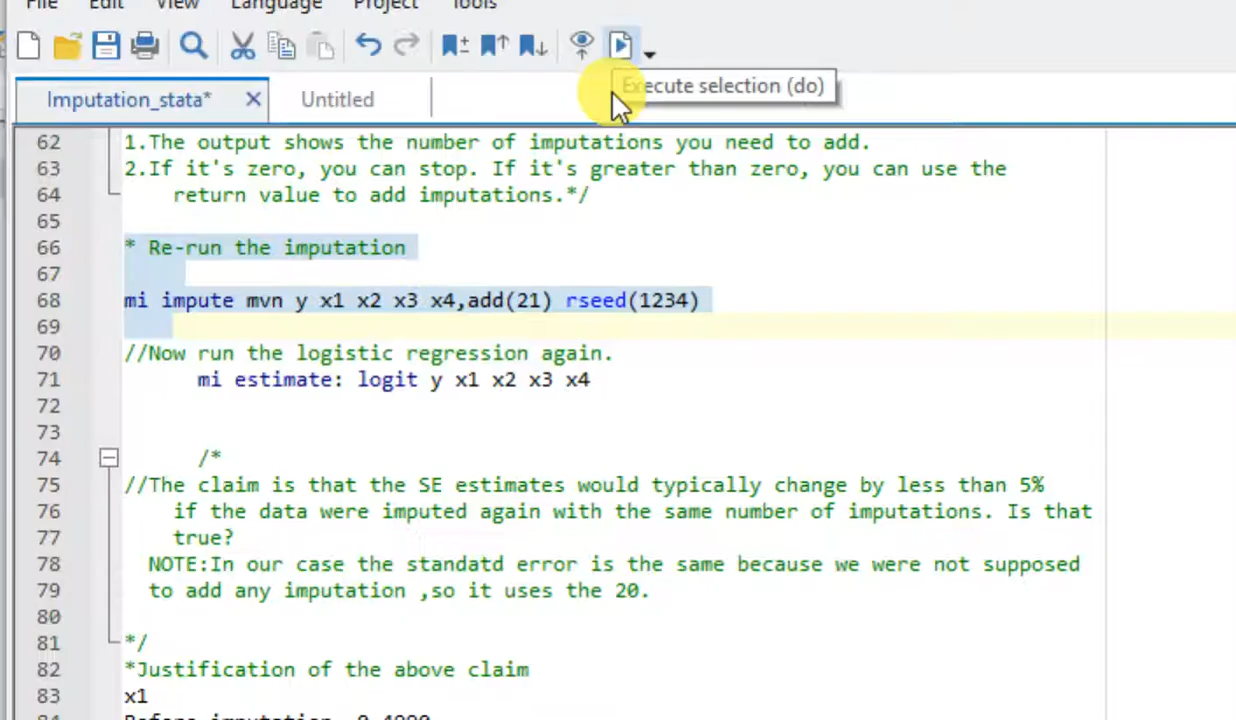 File Edit View Language Project Tools
Execute selection (do)
Imputation_stata* Untitled
62 1.The output shows the number of imputations you need to add.
63 2.If it's zero, you can stop. If it's greater than zero, you can use the
64 return value to add imputations.*/
65
66 * Re-run the imputation
67
68 mi impute mvn y x1 x2 x3 x4,add(21) rseed(1234)
69
70 //Now run the logistic regression again.
71 mi estimate: logit y x1 x2 x3 x4
72
73
74 /*
75 //The claim is that the SE estimates would typically change by less than 5%
76 if the data were imputed again with the same number of imputations. Is that
77 true?
78 NOTE:In our case the standatd error is the same because we were not supposed
79 to add any imputation ,so it uses the 20.
80
81 */
82 *Justification of the above claim
83 x1
84 Before imputation